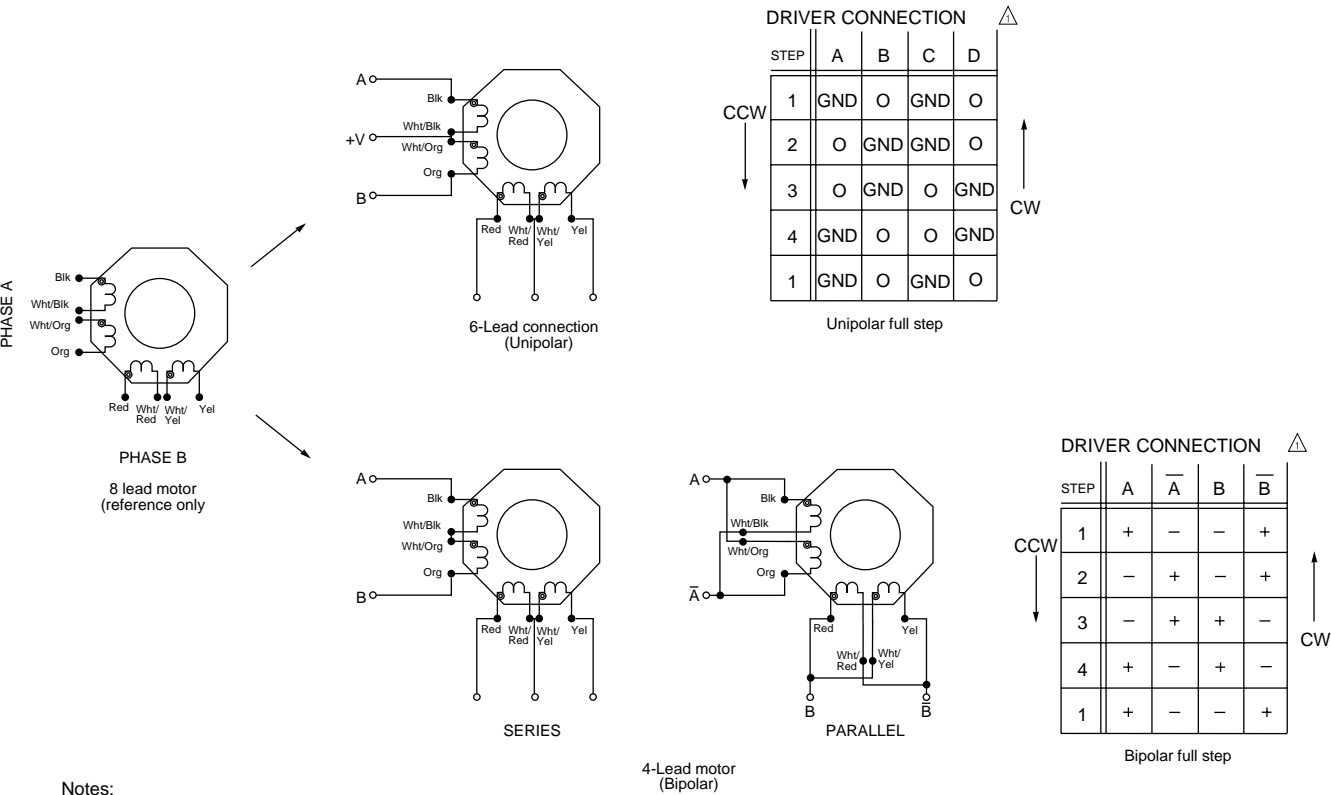 DRIVER CONNECTION 1
STEP A B C D
1 GND O GND O
2 O GND GND O
3 O GND O GND
4 GND O O GND
1 GND O GND O
CCW
CW
Unipolar full step
A
Blk
Wht/Blk
+V
Wht/Org
Org
B
Red
Wht/
Red
Wht/
Yel
Yel
6-Lead connection
(Unipolar)
PHASE A
Blk
Wht/Blk
Wht/Org
Org
Red
Wht/
Red
Wht/
Yel
Yel
PHASE B
8 lead motor
(reference only
A
Blk
Wht/Blk
Wht/Org
Org
B
Red
Wht/
Red
Wht/
Yel
Yel
SERIES
A
Blk
Wht/Blk
Wht/Org
Org
A̅
Red
Yel
Wht/
Red
Wht/
Yel
B
B̅
PARALLEL
4-Lead motor
(Bipolar)
DRIVER CONNECTION 1
STEP A A̅ B B̅
1 + – – +
2 – + – +
3 – + + –
4 + – + –
1 + – – +
CCW
CW
Bipolar full step
Notes: